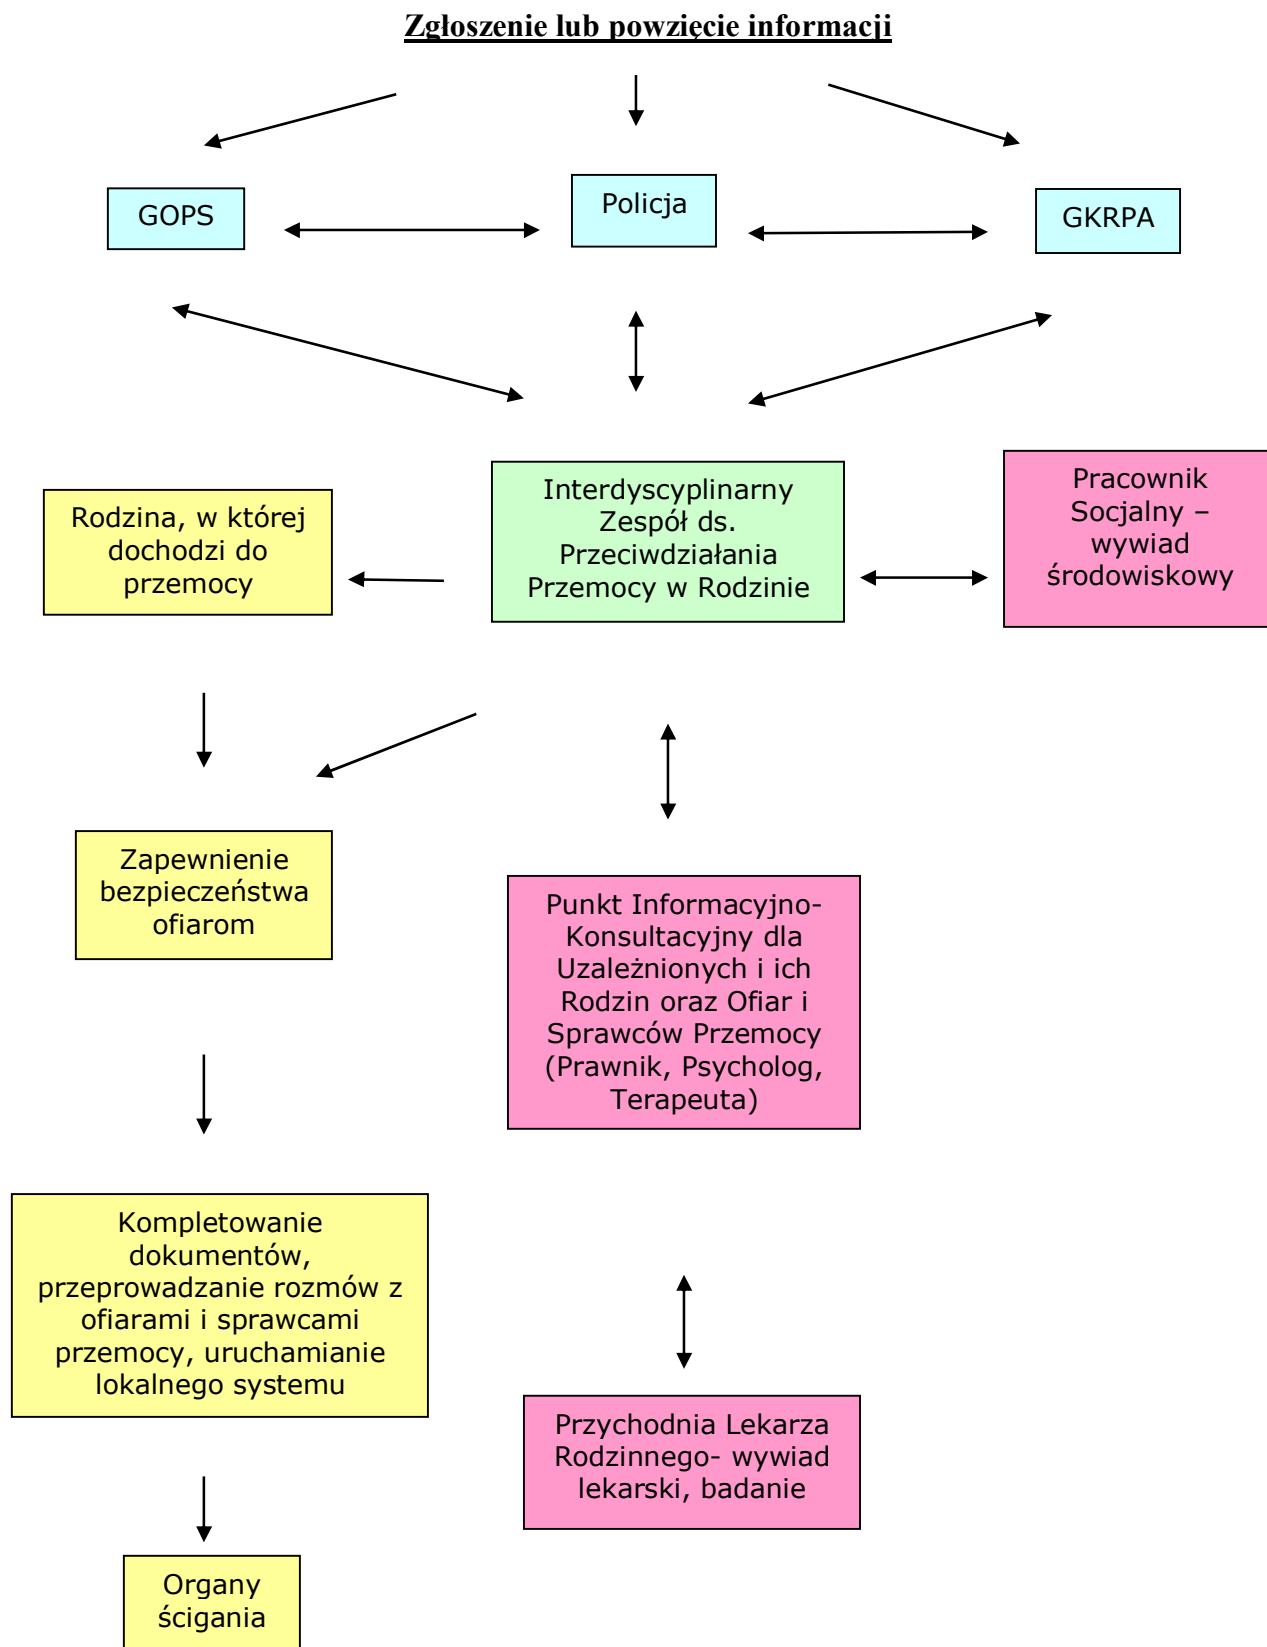 Zgłoszenie lub powzięcie informacji
GOPS
Policja
GKRPA
Rodzina, w której
dochodzi do
przemocy
Interdyscyplinarny
Zespół ds.
Przeciwdziałania
Przemocy w Rodzinie
Pracownik
Socjalny –
wywiad
środowiskowy
Zapewnienie
bezpieczeństwa
ofiarom
Punkt Informacyjno-
Konsultacyjny dla
Uzależnionych i ich
Rodzin oraz Ofiar i
Sprawców Przemocy
(Prawnik, Psycholog,
Terapeuta)
Kompletowanie
dokumentów,
przeprowadzanie rozmów z
ofiarami i sprawcami
przemocy, uruchamianie
lokalnego systemu
Przychodnia Lekarza
Rodzinnego- wywiad
lekarski, badanie
Organy
ścigania